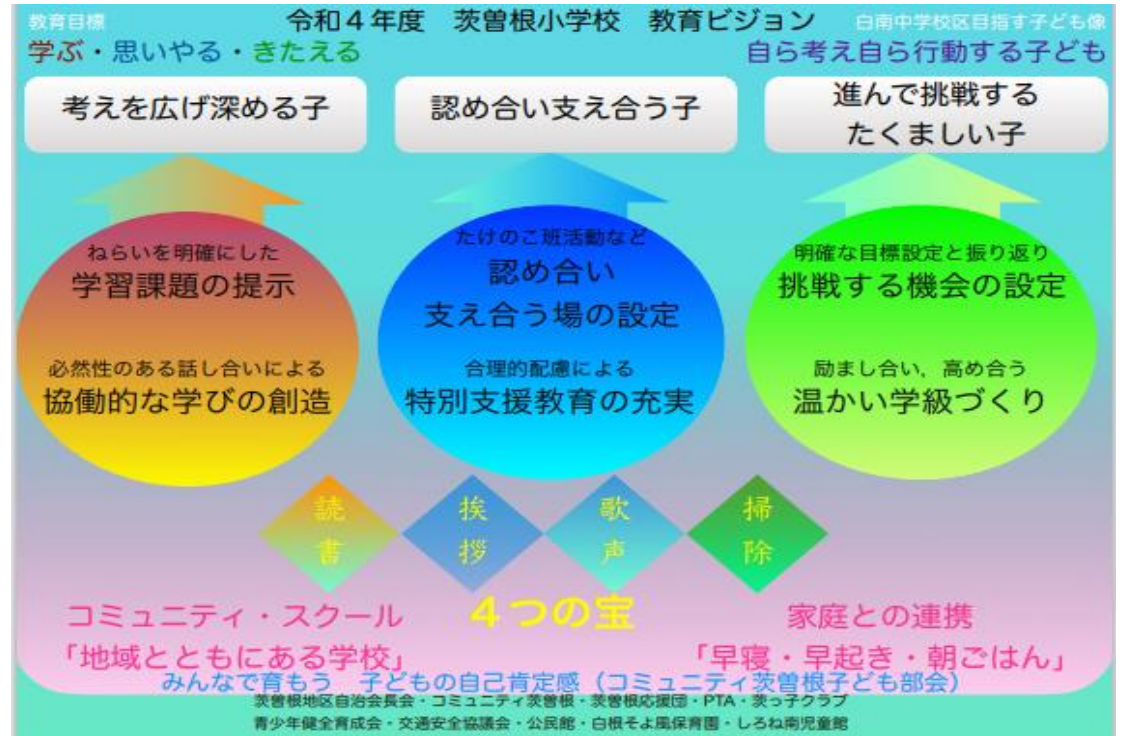 教育目標
令和４年度　茨曽根小学校　教育ビジョン
白南中学校区目指す子ども像
学ぶ・思いやる・きたえる
自ら考え自ら行動する子ども
考えを広げ深める子
認め合い支え合う子
進んで挑戦する
たくましい子
ねらいを明確にした
学習課題の提示
必然性のある話し合いによる
協働的な学びの創造
たけのこ班活動など
認め合い
支え合う場の設定
合理的配慮による
特別支援教育の充実
明確な目標設定と振り返り
挑戦する機会の設定
励まし合い，高め合う
温かい学級づくり
読書
挨拶
歌声
掃除
４つの宝
コミュニティ・スクール
「地域とともにある学校」
家庭との連携
「早寝・早起き・朝ごはん」
みんなで育もう　子どもの自己肯定感（コミュニティ茨曽根子ども部会）
茨曽根地区自治会長会・コミュニティ茨曽根・茨曽根応援団・PTA・茨っ子クラブ
青少年健全育成会・交通安全協議会・公民館・白根そよ風保育園・しろね南児童館